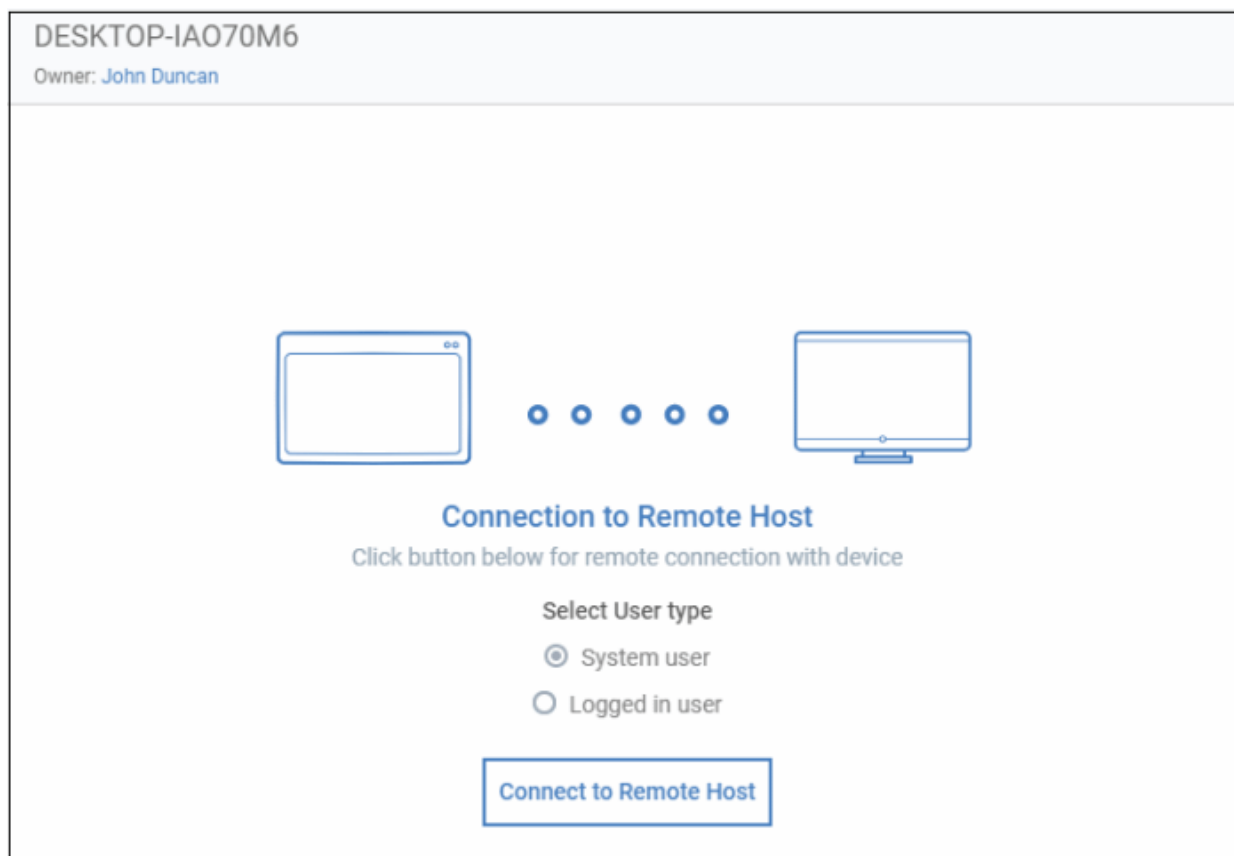 DESKTOP-IAO70M6
Owner: John Duncan
Connection to Remote Host
Click button below for remote connection with device
Select User type
System user
Logged in user
Connect to Remote Host